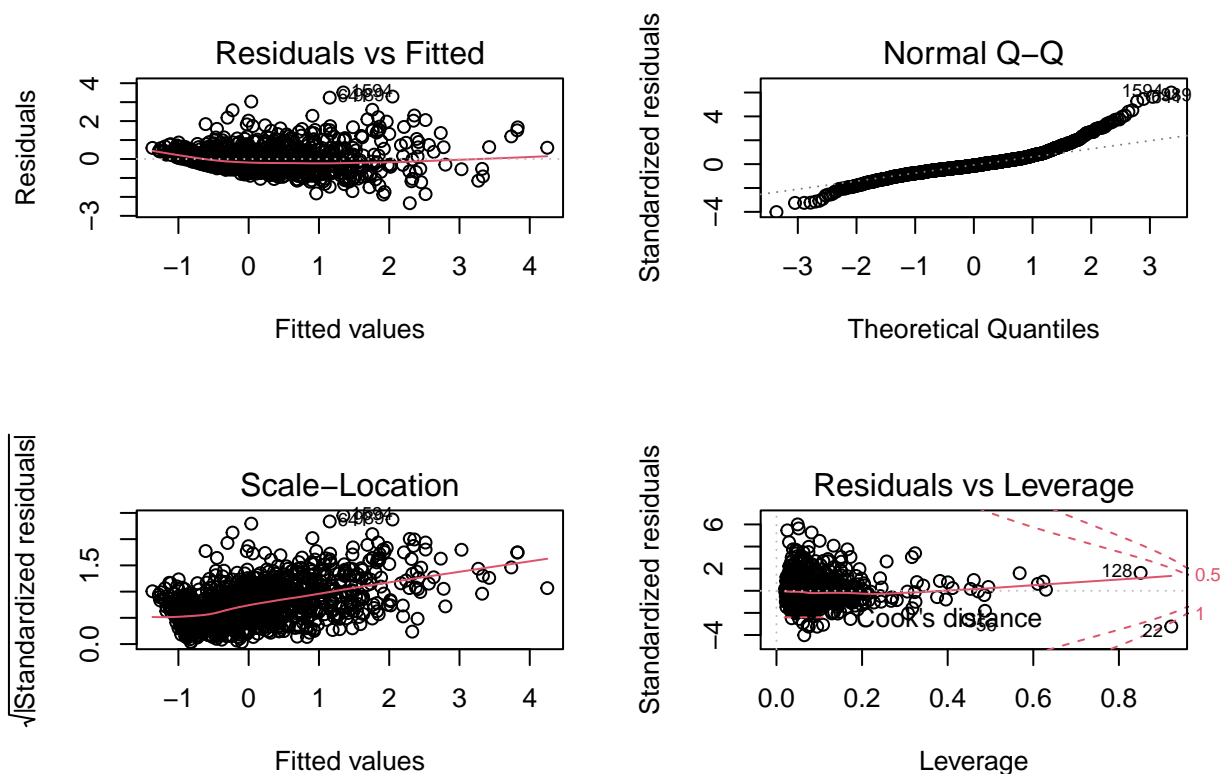 Residuals vs Fitted
Residuals
4
2
0
−3
1594
−1 0 1 2 3 4
Fitted values
Normal Q−Q
Standardized residuals
4
0
−4
1594
−3 −2 −1 0 1 2 3
Theoretical Quantiles
Scale−Location
√|Standardized residuals|
1.5
0.0
1594
−1 0 1 2 3 4
Fitted values
Residuals vs Leverage
Standardized residuals
6
2
−4
128
0.5
1
Cook's distance
22
0.0 0.2 0.4 0.6 0.8
Leverage